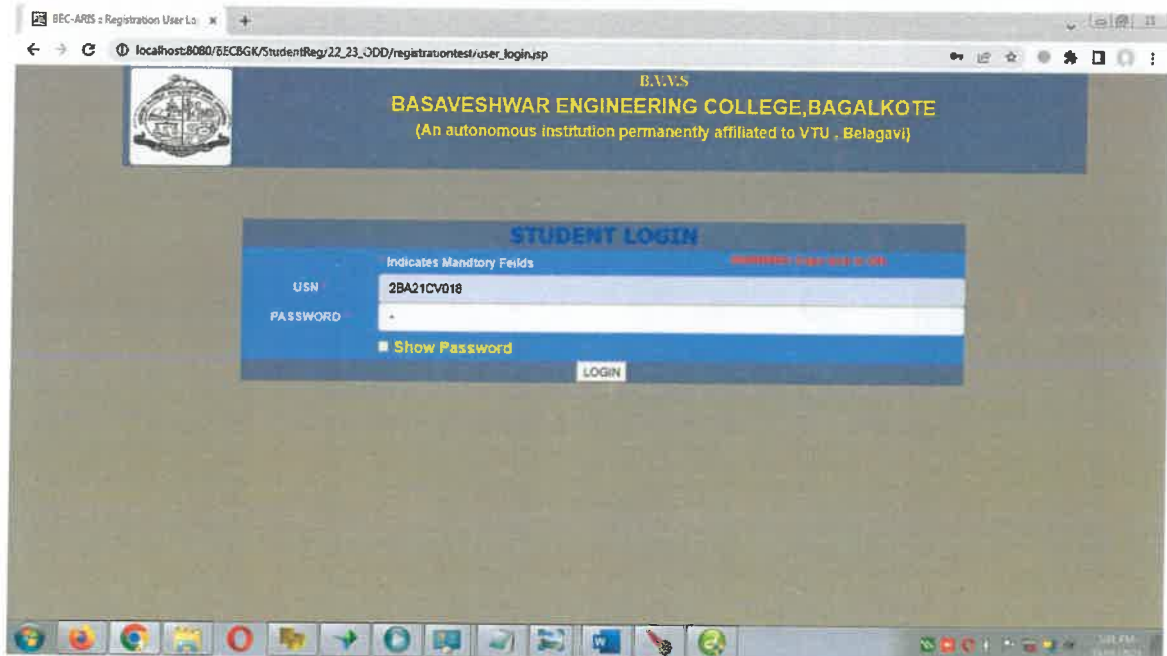 BEC-ARIS : Registration User Lo
localhost:8080/BECBGK/StudentReg/22_23_ODD/registrationtest/user_login.jsp
B.V.V.S
BASAVESHWAR ENGINEERING COLLEGE,BAGALKOTE
(An autonomous institution permanently affiliated to VTU , Belagavi)
STUDENT LOGIN
*Indicates Mandtory Feilds
USN *
2BA21CV018
PASSWORD *
Show Password
LOGIN